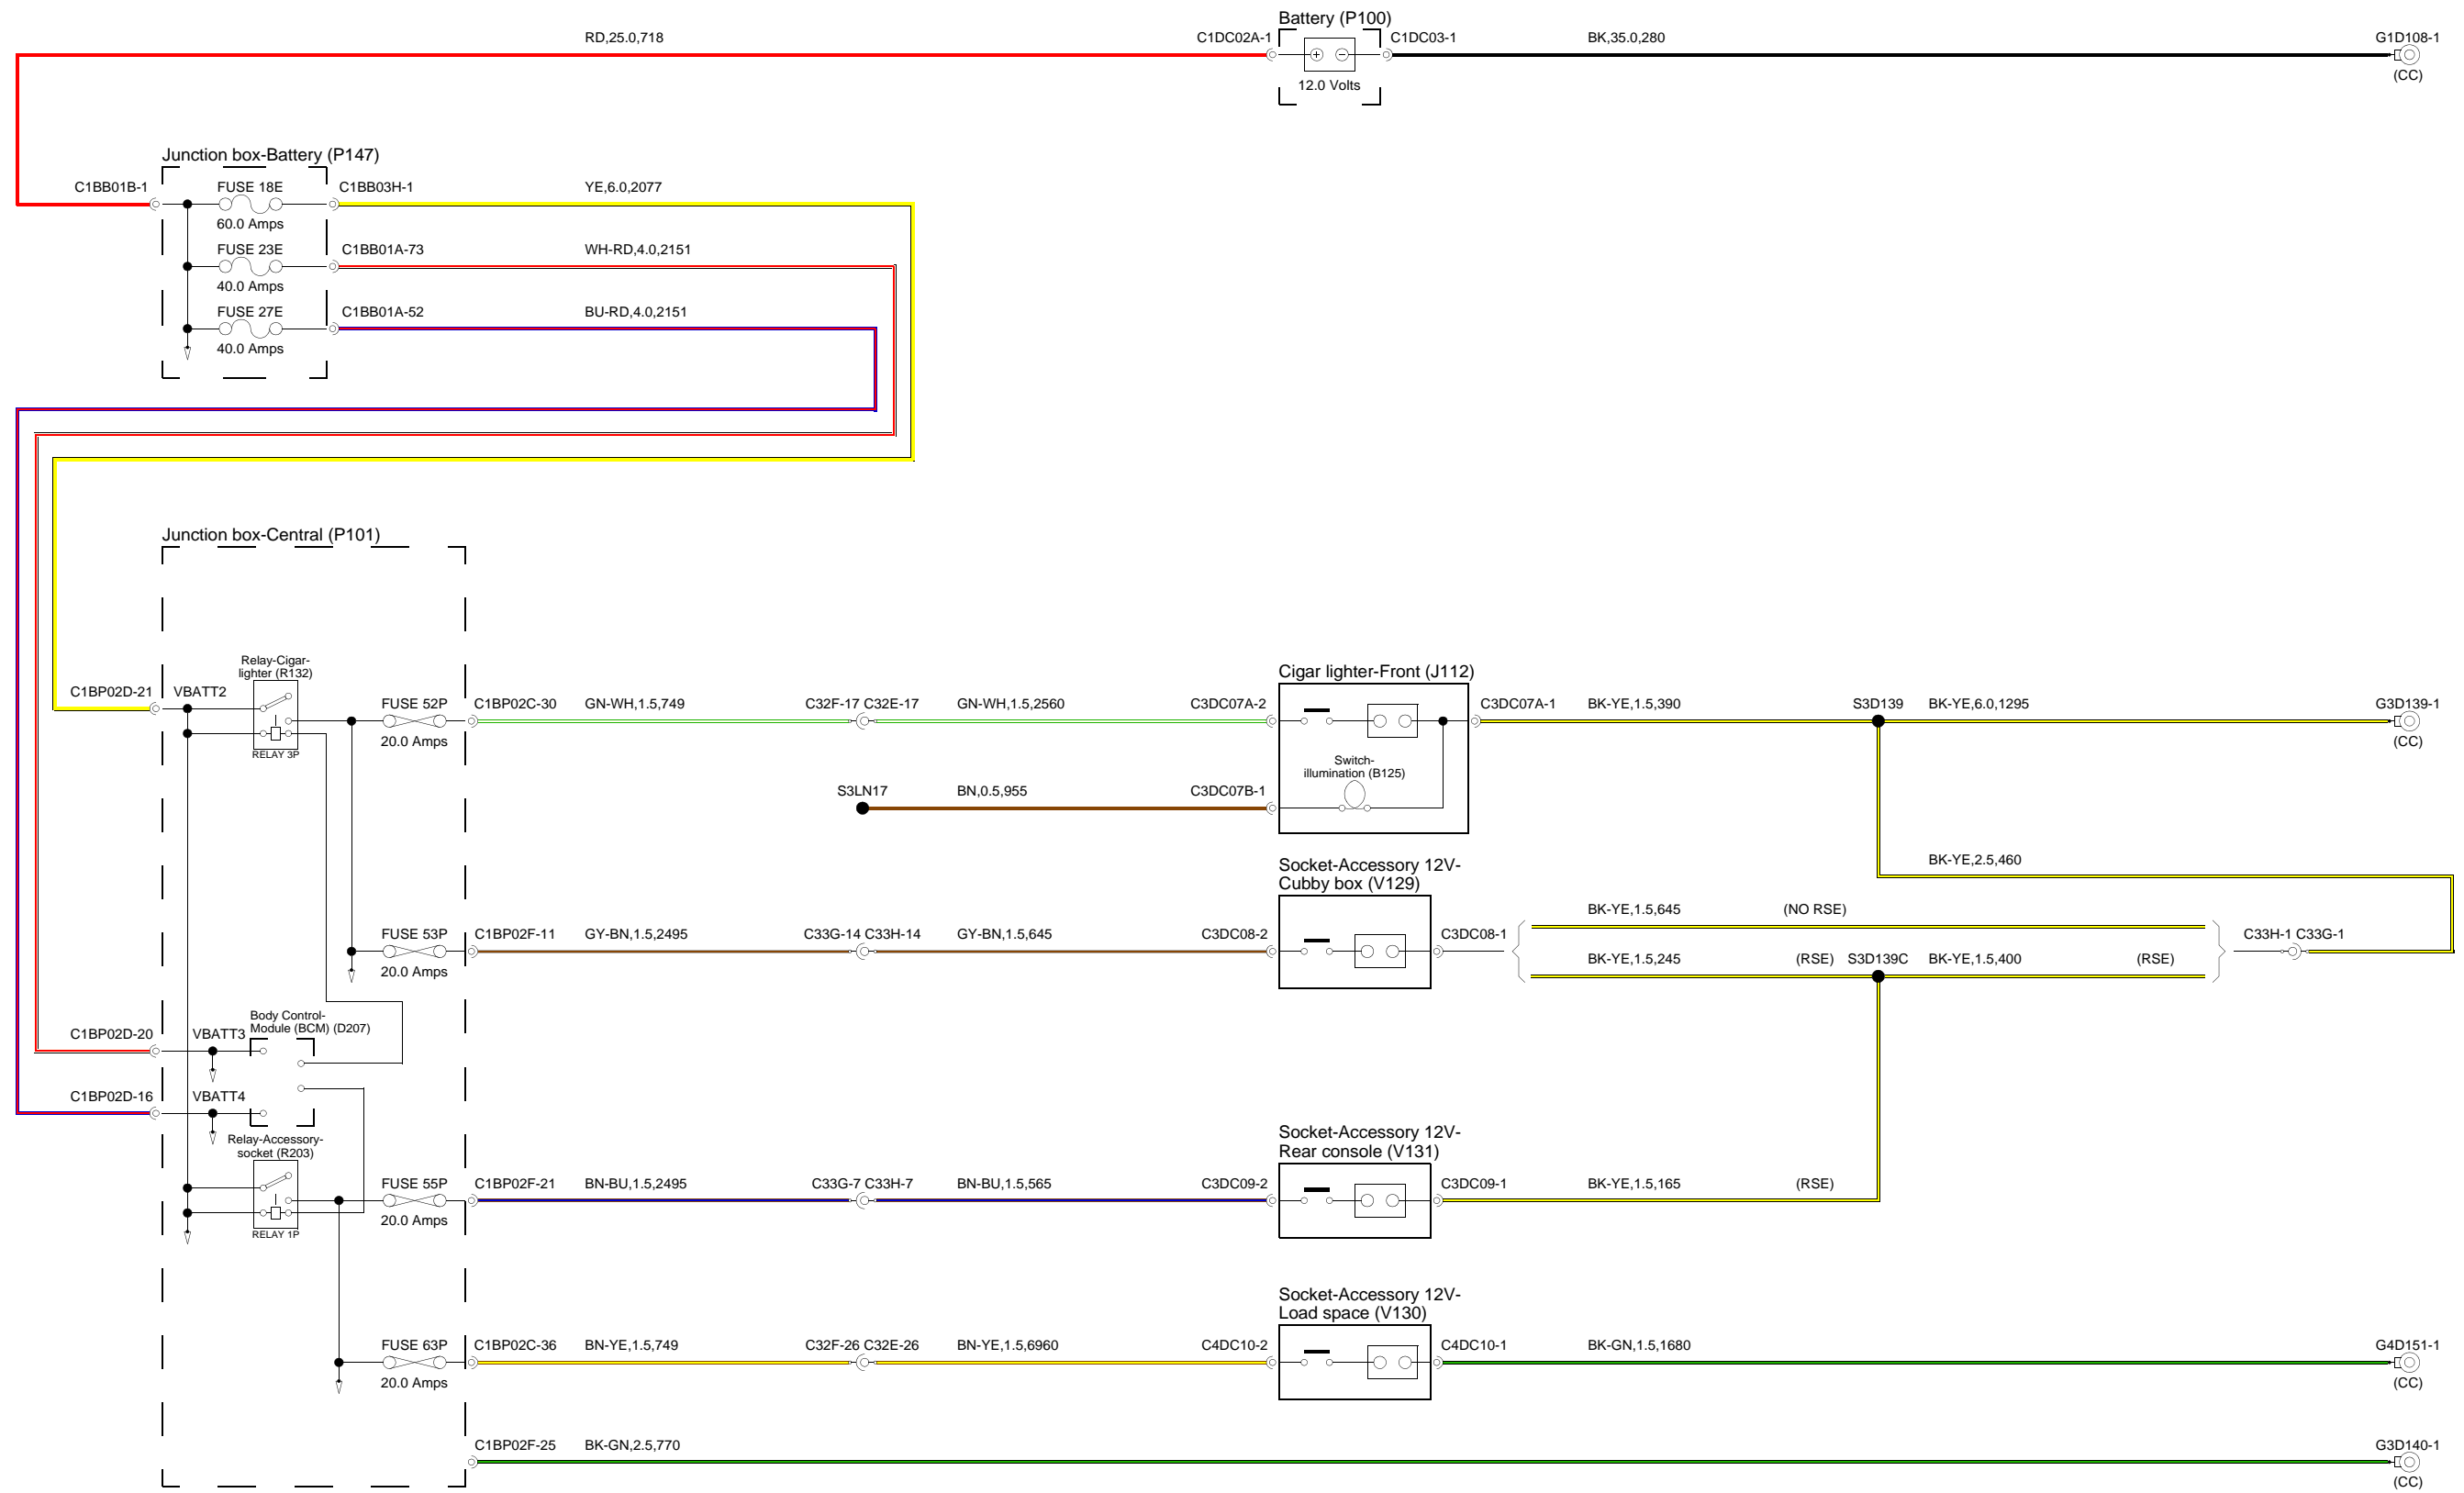 Battery (P100)
RD,25.0,718
C1DC02A-1
C1DC03-1
BK,35.0,280
G1D108-1
12.0 Volts
(CC)
Junction box-Battery (P147)
C1BB01B-1
FUSE 18E
C1BB03H-1
YE,6.0,2077
60.0 Amps
FUSE 23E
C1BB01A-73
WH-RD,4.0,2151
40.0 Amps
FUSE 27E
C1BB01A-52
BU-RD,4.0,2151
40.0 Amps
Junction box-Central (P101)
Relay-Cigar-
lighter (R132)
C1BP02D-21
VBATT2
RELAY 3P
FUSE 52P
20.0 Amps
C1BP02C-30
GN-WH,1.5,749
C32F-17 C32E-17
GN-WH,1.5,2560
C3DC07A-2
Cigar lighter-Front (J112)
C3DC07A-1
BK-YE,1.5,390
S3D139
BK-YE,6.0,1295
G3D139-1
(CC)
Switch-
illumination (B125)
S3LN17
BN,0.5,955
C3DC07B-1
BK-YE,2.5,460
Socket-Accessory 12V-
Cubby box (V129)
FUSE 53P
20.0 Amps
C1BP02F-11
GY-BN,1.5,2495
C33G-14 C33H-14
GY-BN,1.5,645
C3DC08-2
C3DC08-1
BK-YE,1.5,645
(NO RSE)
C33H-1 C33G-1
BK-YE,1.5,245
(RSE)
S3D139C
BK-YE,1.5,400
(RSE)
Body Control-
Module (BCM) (D207)
C1BP02D-20
VBATT3
C1BP02D-16
VBATT4
Relay-Accessory-
socket (R203)
RELAY 1P
FUSE 55P
20.0 Amps
C1BP02F-21
BN-BU,1.5,2495
C33G-7 C33H-7
BN-BU,1.5,565
C3DC09-2
Socket-Accessory 12V-
Rear console (V131)
C3DC09-1
BK-YE,1.5,165
(RSE)
Socket-Accessory 12V-
Load space (V130)
FUSE 63P
20.0 Amps
C1BP02C-36
BN-YE,1.5,749
C32F-26 C32E-26
BN-YE,1.5,6960
C4DC10-2
C4DC10-1
BK-GN,1.5,1680
G4D151-1
(CC)
C1BP02F-25
BK-GN,2.5,770
G3D140-1
(CC)